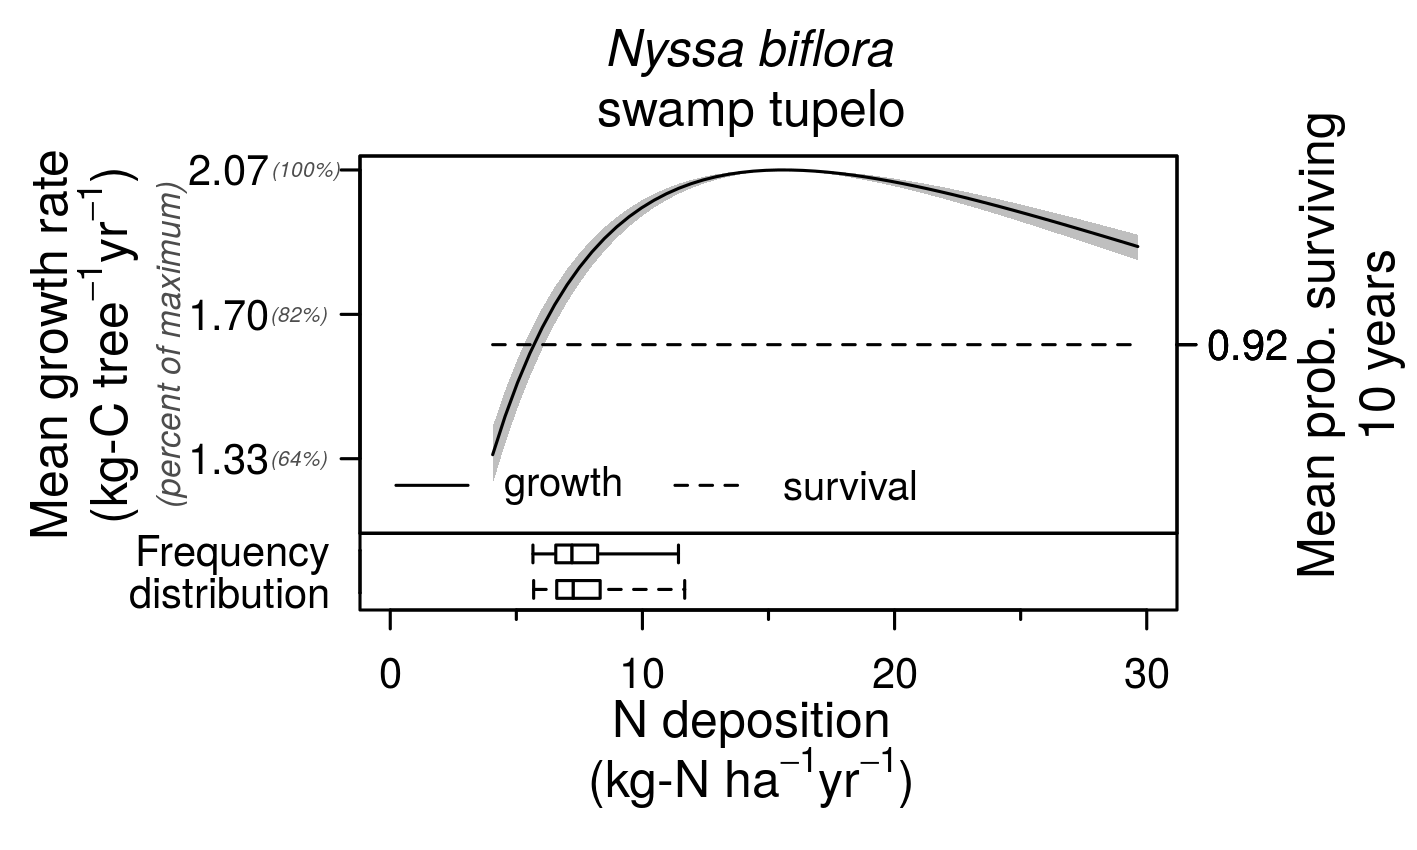 Nyssa biflora
swamp tupelo
Mean growth rate
(kg-C tree⁻¹yr⁻¹)
(percent of maximum)
2.07 (100%)
1.70 (82%)
1.33 (64%)
growth
survival
0.92
Mean prob. surviving
10 years
Frequency
distribution
0 10 20 30
N deposition
(kg-N ha⁻¹yr⁻¹)